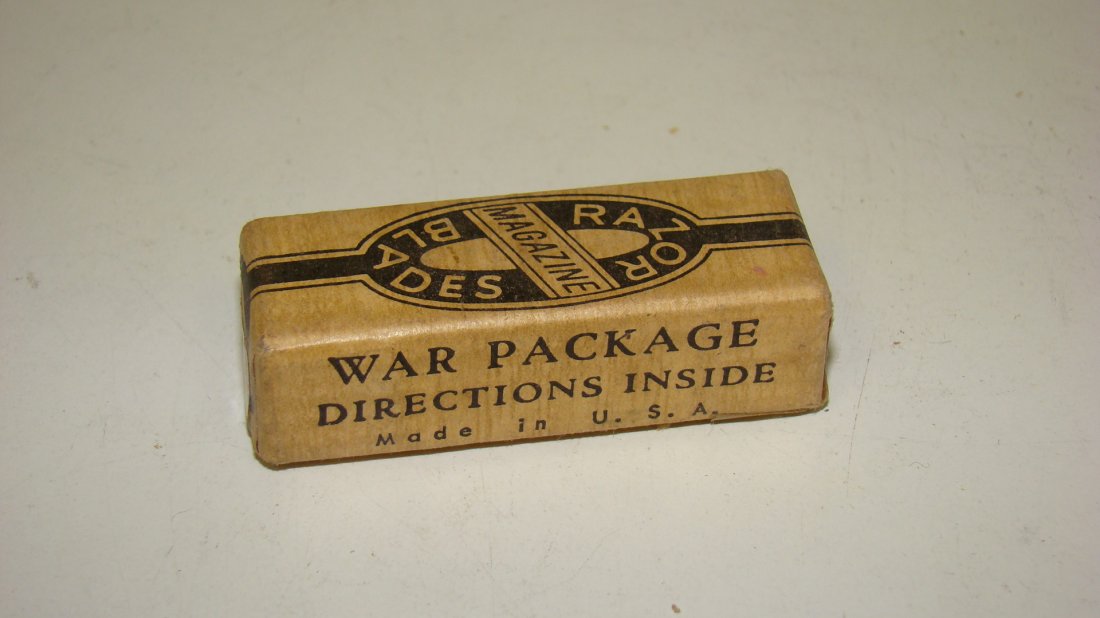 RAZOR
MAGAZINE
BLADES
WAR PACKAGE
DIRECTIONS INSIDE
Made in U. S. A.